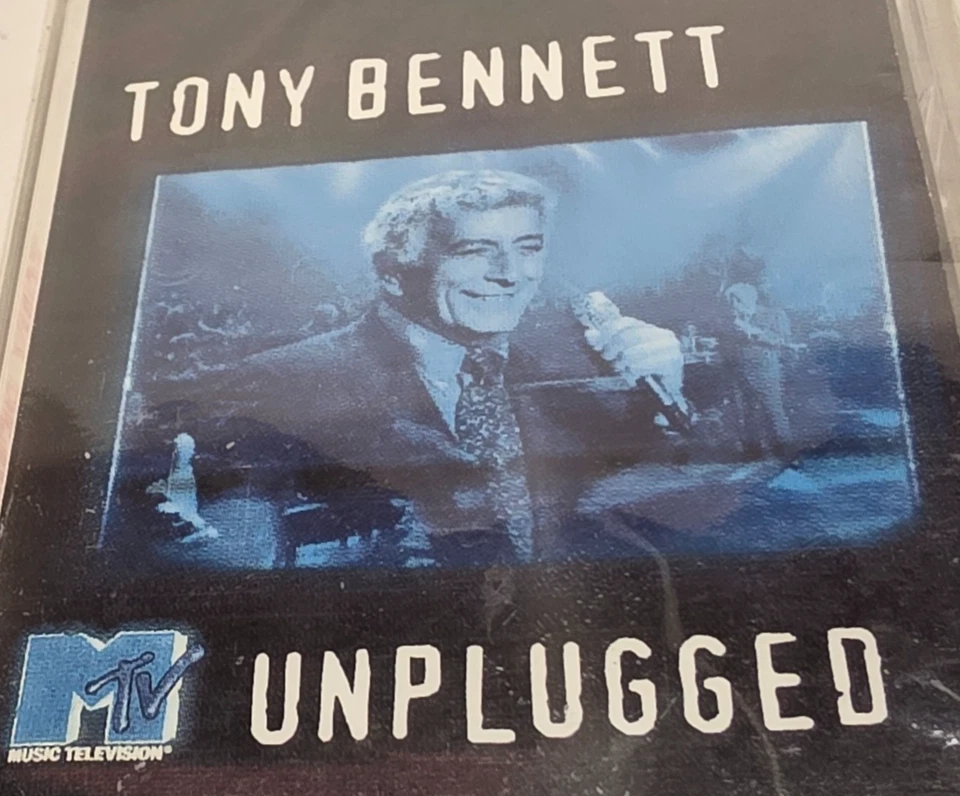 TONY BENNETT
MTV
MUSIC TELEVISION®
UNPLUGGED